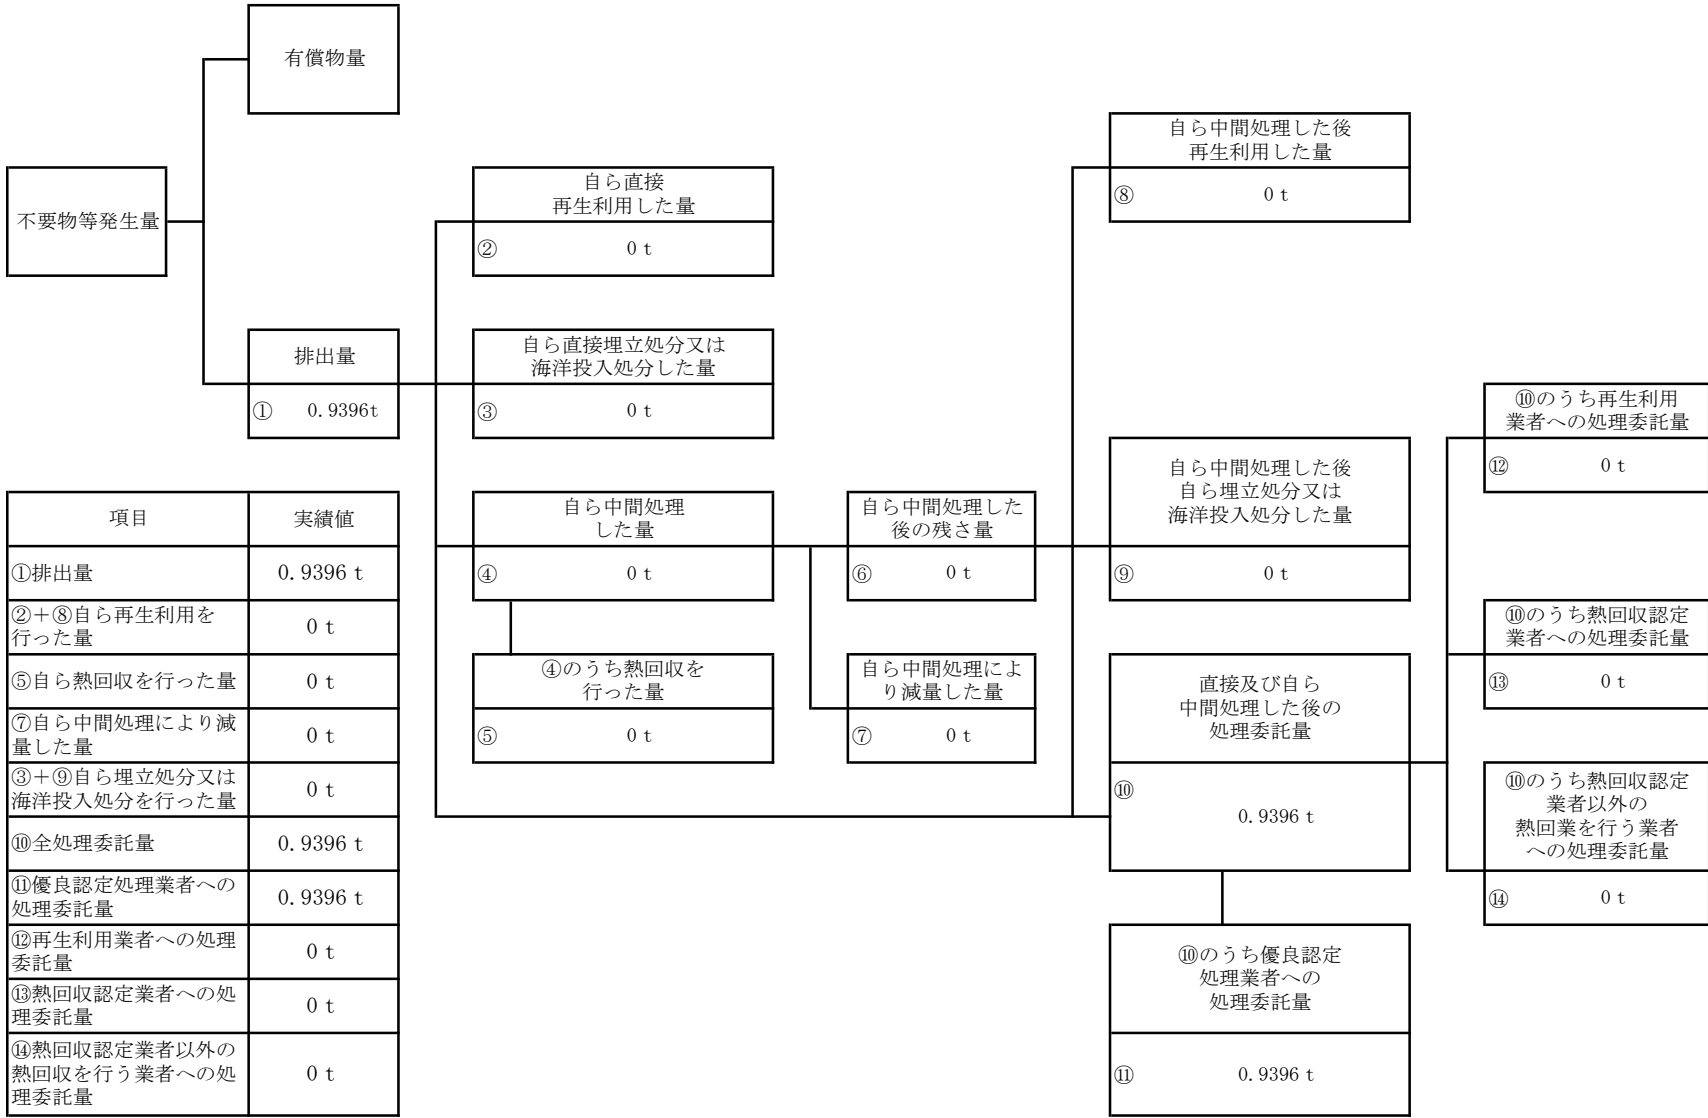 有償物量
不要物等発生量
排出量
① 0.9396t
自ら直接
再生利用した量
② 0 t
自ら直接埋立処分又は
海洋投入処分した量
③ 0 t
自ら中間処理
した量
④ 0 t
④のうち熱回収を
行った量
⑤ 0 t
自ら中間処理した
後の残さ量
⑥ 0 t
自ら中間処理によ
り減量した量
⑦ 0 t
自ら中間処理した後
再生利用した量
⑧ 0 t
自ら中間処理した後
自ら埋立処分又は
海洋投入処分した量
⑨ 0 t
直接及び自ら
中間処理した後の
処理委託量
⑩ 0.9396 t
⑩のうち優良認定
処理業者への
処理委託量
⑪ 0.9396 t
⑩のうち再生利用
業者への処理委託量
⑫ 0 t
⑩のうち熱回収認定
業者への処理委託量
⑬ 0 t
⑩のうち熱回収認定
業者以外の
熱回業を行う業者
への処理委託量
⑭ 0 t
項目 実績値
①排出量 0.9396 t
②＋⑧自ら再生利用を
行った量 0 t
⑤自ら熱回収を行った量 0 t
⑦自ら中間処理により減
量した量 0 t
③＋⑨自ら埋立処分又は
海洋投入処分を行った量 0 t
⑩全処理委託量 0.9396 t
⑪優良認定処理業者への
処理委託量 0.9396 t
⑫再生利用業者への処理
委託量 0 t
⑬熱回収認定業者への処
理委託量 0 t
⑭熱回収認定業者以外の
熱回収を行う業者への処 0 t
理委託量